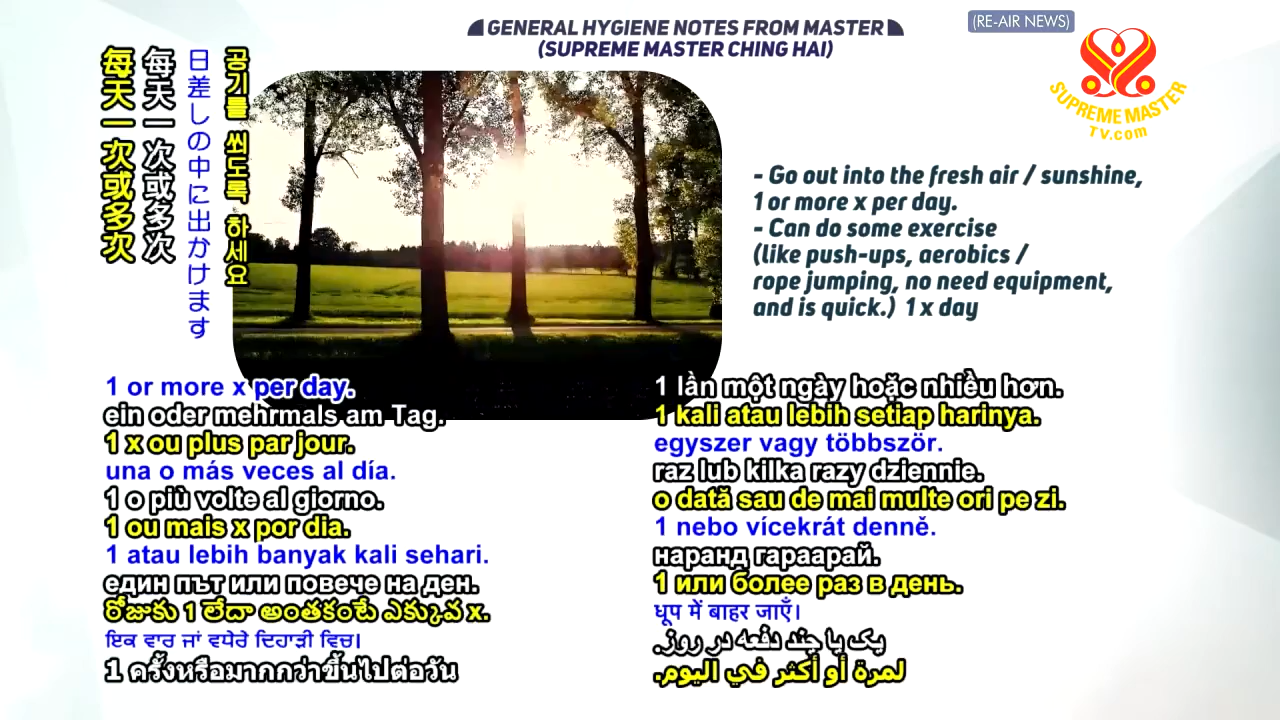 GENERAL HYGIENE NOTES FROM MASTER
(SUPREME MASTER CHING HAI)
(RE-AIR NEWS)
SUPREME MASTER
TV.com
每天一次或多次
每天一次或多次
日差しの中に出かけます
공기를 쐬도록 하세요
- Go out into the fresh air / sunshine,
1 or more x per day.
- Can do some exercise
(like push-ups, aerobics /
rope jumping, no need equipment,
and is quick.) 1 x day
1 or more x per day.
ein oder mehrmals am Tag.
1 x ou plus par jour.
una o más veces al día.
1 o più volte al giorno.
1 ou mais x por dia.
1 atau lebih banyak kali sehari.
един път или повече на ден.
రోజుకు 1 లేదా అంతకంటే ఎక్కువ x.
ਇਕ ਵਾਰ ਜਾਂ ਵਧੇਰੇ ਦਿਹਾੜੀ ਵਿਚ।
1 ครั้งหรือมากกว่าขึ้นไปต่อวัน
1 lần một ngày hoặc nhiều hơn.
1 kali atau lebih setiap harinya.
egyszer vagy többször.
raz lub kilka razy dziennie.
o dată sau de mai multe ori pe zi.
1 nebo vícekrát denně.
наранд гараарай.
1 или более раз в день.
धूप में बाहर जाएँ।
یک یا چند دفعه در روز.
لمرة أو أكثر في اليوم.